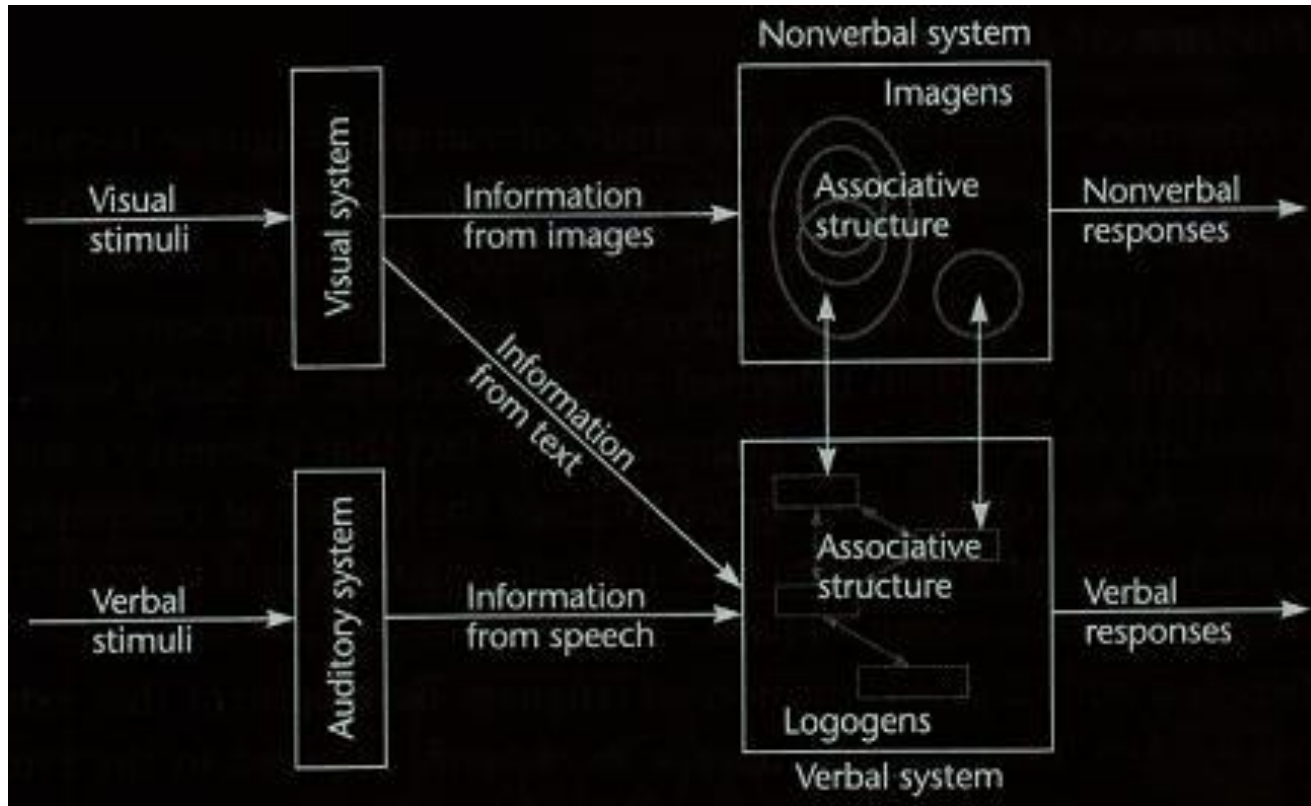 Nonverbal system
Imagens
Visual
stimuli
Visual system
Information
from images
Associative
structure
Nonverbal
responses
Information
from text
Verbal
stimuli
Auditory system
Information
from speech
Associative
structure
Verbal
responses
Logogens
Verbal system